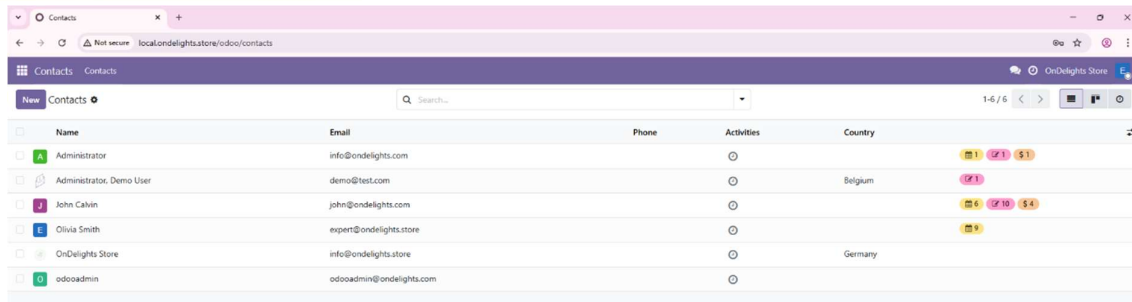 Contacts
Not secure local.ondelights.store/odoo/contacts
Contacts Contacts OnDelights Store E
New Contacts Search... 1-6 / 6
Name Email Phone Activities Country
A Administrator info@ondelights.com 1 1 $ 1
Administrator, Demo User demo@test.com Belgium 1
J John Calvin john@ondelights.com 6 10 $ 4
E Olivia Smith expert@ondelights.store 9
OnDelights Store info@ondelights.store Germany
O odooadmin odooadmin@ondelights.com